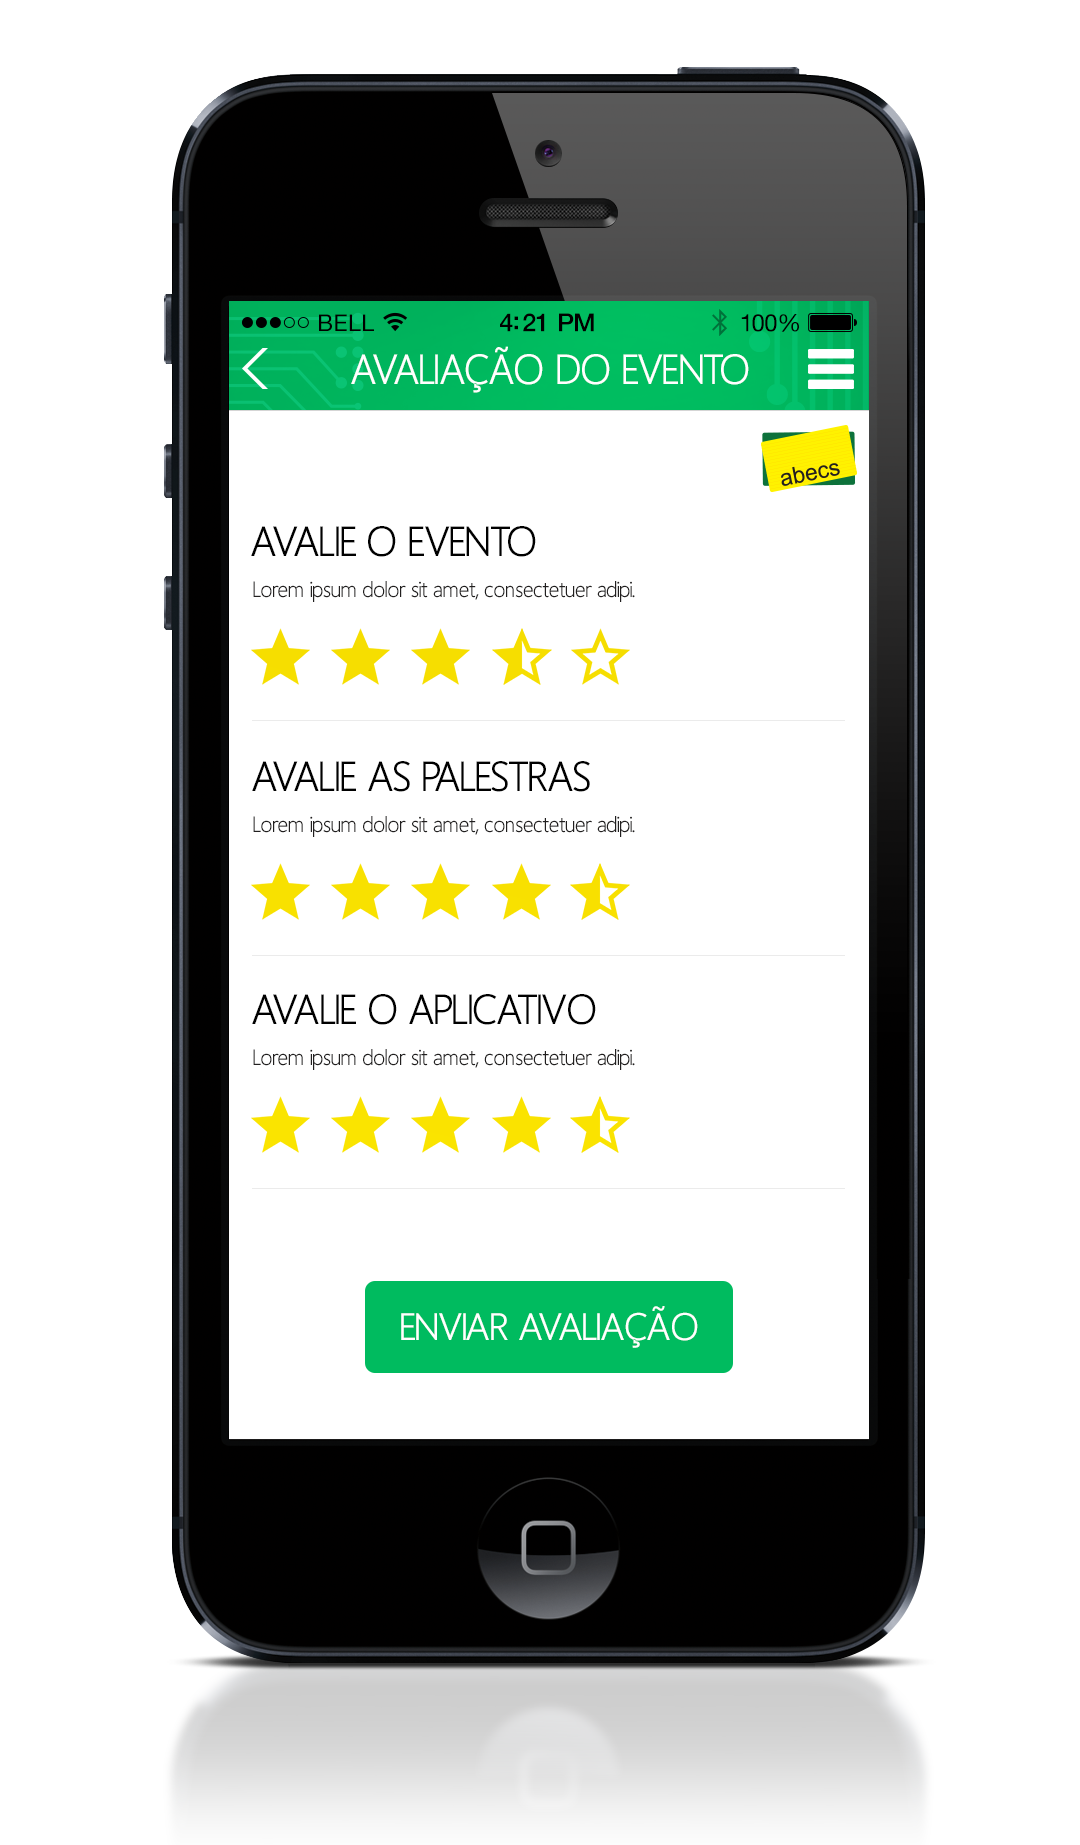 BELL 4:21 PM 100%
AVALIAÇÃO DO EVENTO
abecs
AVALIE O EVENTO
Lorem ipsum dolor sit amet, consectetuer adipi.
AVALIE AS PALESTRAS
Lorem ipsum dolor sit amet, consectetuer adipi.
AVALIE O APLICATIVO
Lorem ipsum dolor sit amet, consectetuer adipi.
ENVIAR AVALIAÇÃO